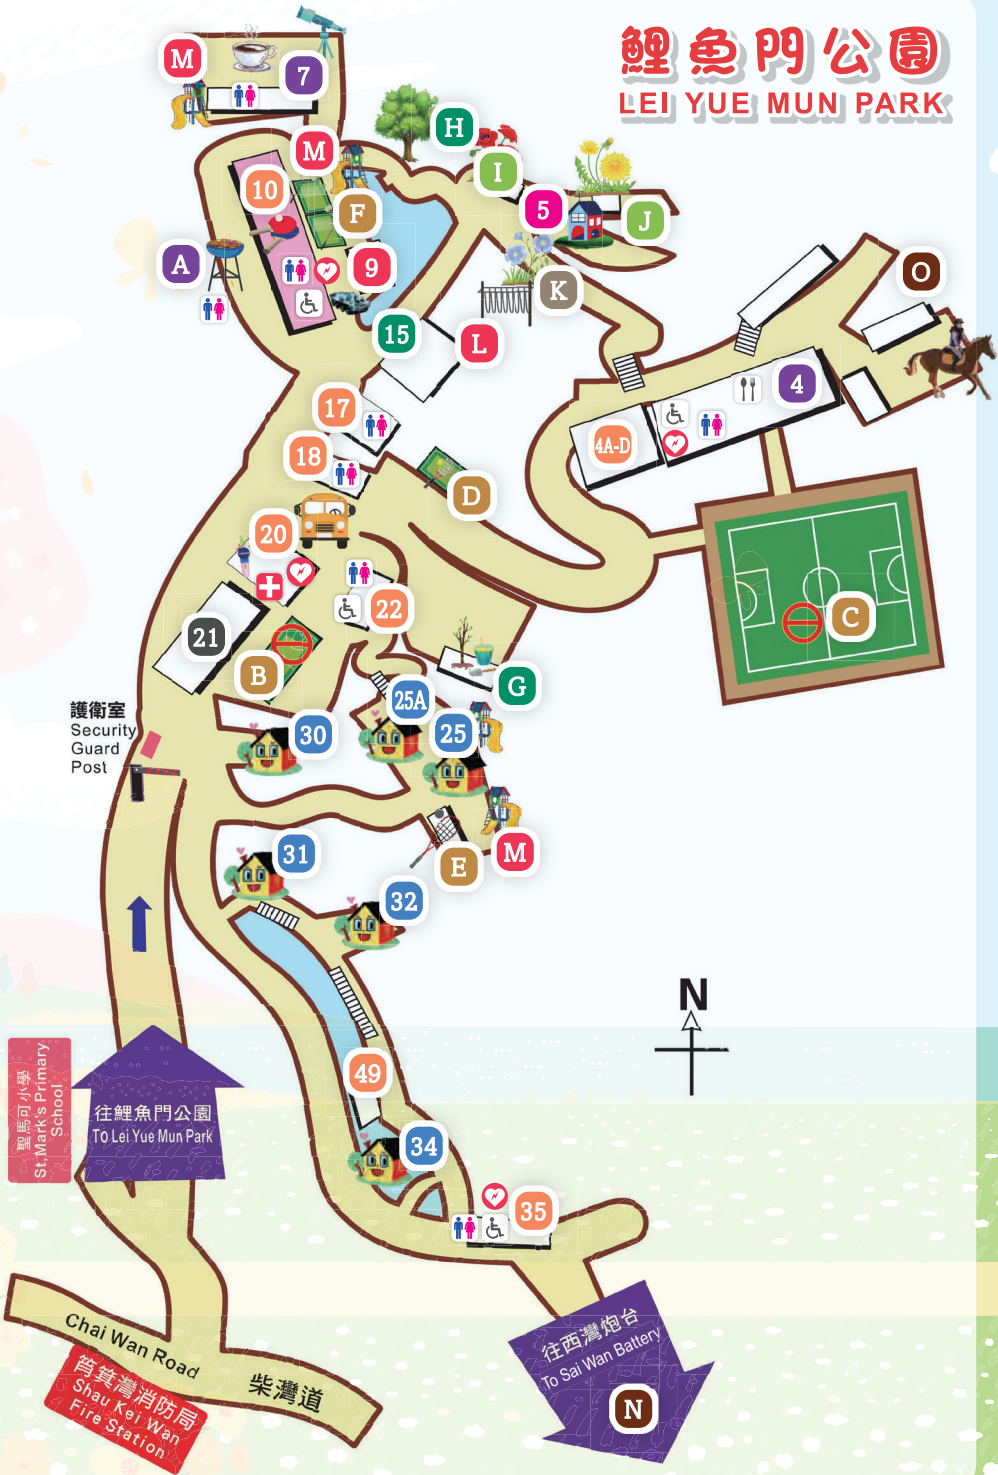 鯉魚門公園
LEI YUE MUN PARK
M
7
H
M
I
10
F
5
J
A
9
K
O
15
L
4
17
4A-D
18
D
20
C
22
21
B
G
25A
25
30
護衛室
Security
Guard
Post
31
M
E
32
N
聖馬可小學
St.Mark's Primary
School
往鯉魚門公園
To Lei Yue Mun Park
49
34
35
Chai Wan Road
柴灣道
筲箕灣消防局
Shau Kei Wan
Fire Station
往西灣炮台
To Sai Wan Battery
N